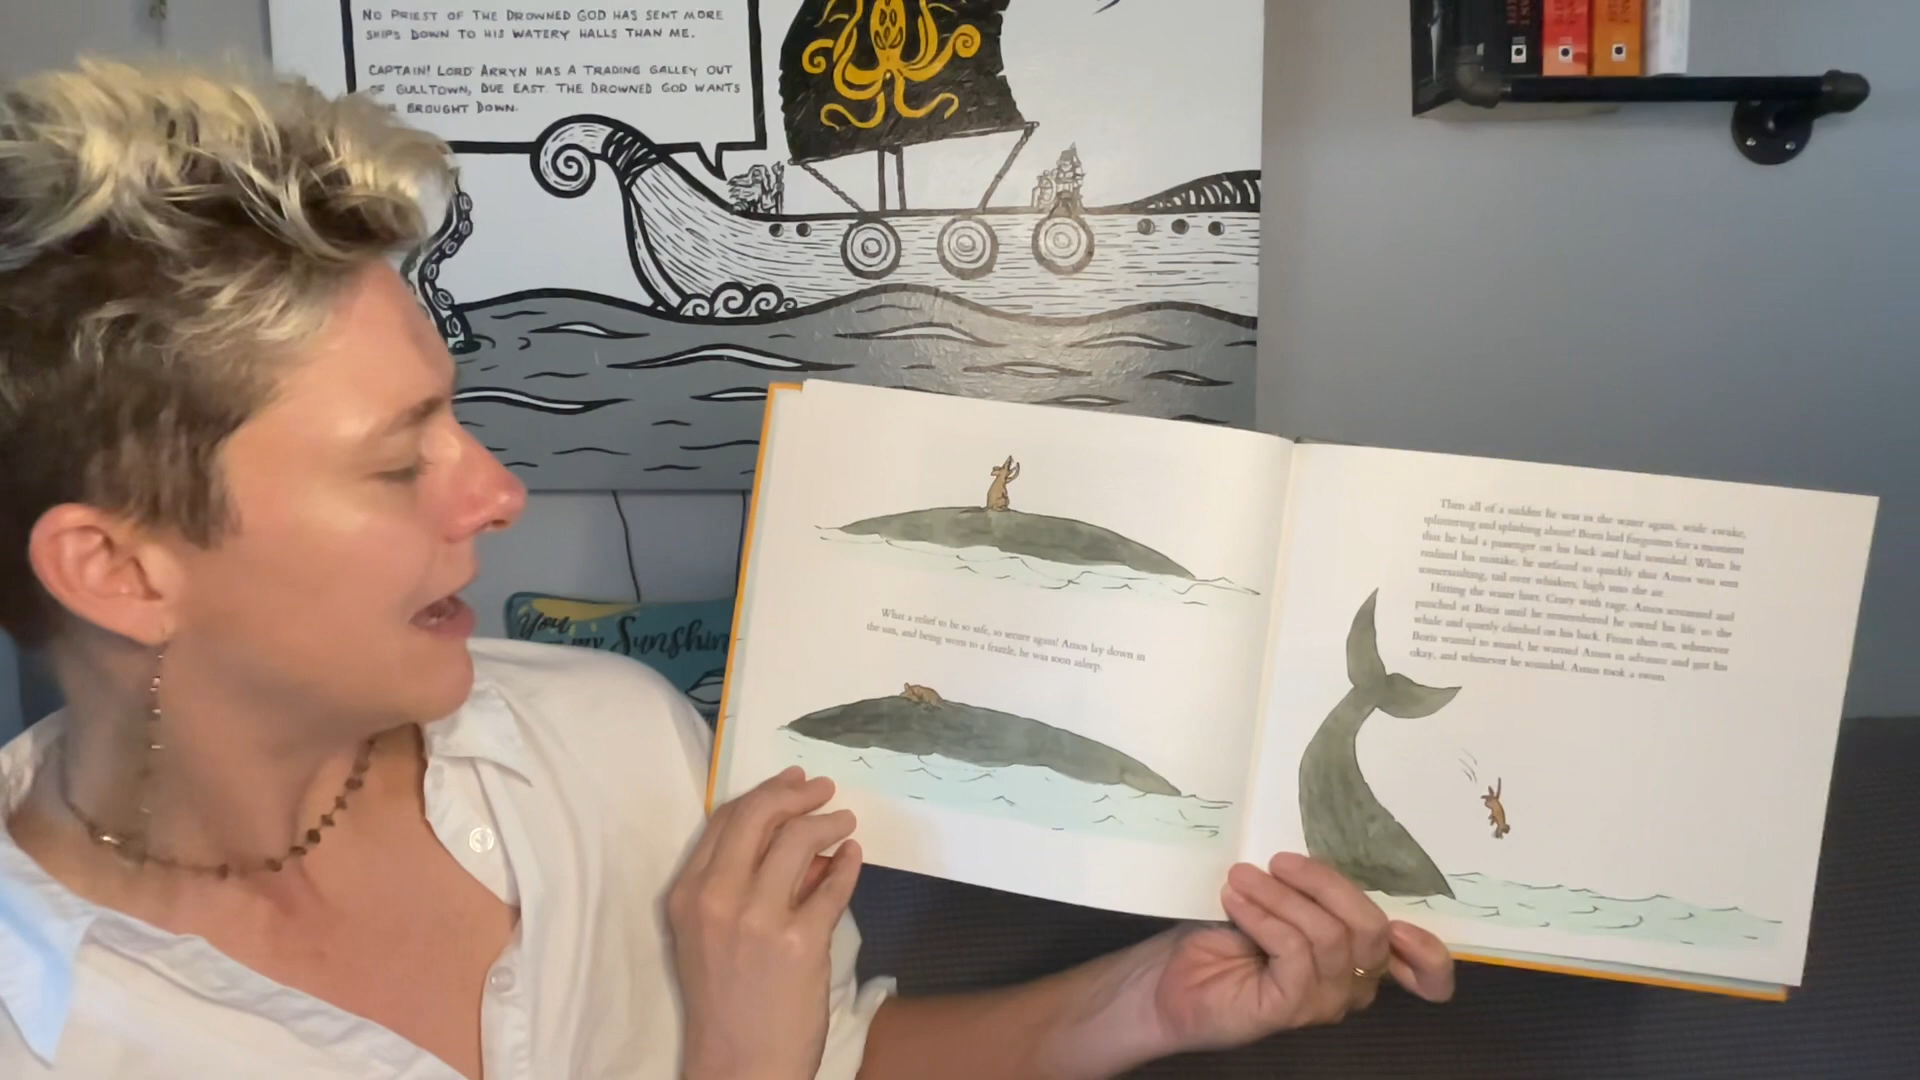 NO PRIEST OF THE DROWNED GOD HAS SENT MORE
SHIPS DOWN TO HIS WATERY HALLS THAN ME.
CAPTAIN! LORD ARRYN HAS A TRADING GALLEY OUT
OF GULLTOWN, DUE EAST. THE DROWNED GOD WANTS
BROUGHT DOWN.
You
my Sunshin
What a relief to be so safe, so secure again! Amos lay down in
the sun, and being worn to a frazzle, he was soon asleep.
Then all of a sudden he was in the water again, wide awake,
spluttering and splashing about! Boris had forgotten for a moment
that he had a passenger on his back and had sounded. When he
realized his mistake, he surfaced so quickly that Amos was sent
somersaulting, tail over whiskers, high into the air.
Hitting the water hurt. Crazy with rage, Amos screamed and
punched at Boris until he remembered he owed his life to the
whale and quietly climbed on his back. From then on, whenever
Boris wanted to sound, he warned Amos in advance and got his
okay, and whenever he sounded, Amos took a swim.